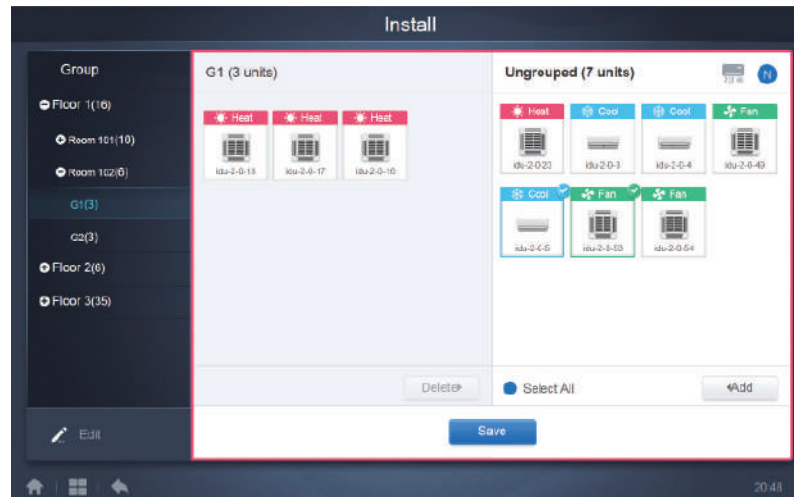 Install
Group
Floor 1(16)
Room 101(10)
Room 102(6)
G1(3)
G2(3)
Floor 2(6)
Floor 3(35)
Edit
G1 (3 units)
Heat Heat Heat
idu-2-0-18 idu-2-0-17 idu-2-0-16
Delete
Ungrouped (7 units)
N
Heat Cool Cool Fan
idu-2-0-23 idu-2-0-3 idu-2-0-4 idu-2-0-49
Cool Fan Fan
idu-2-0-5 idu-2-0-53 idu-2-0-54
Select All
Add
Save
20:48